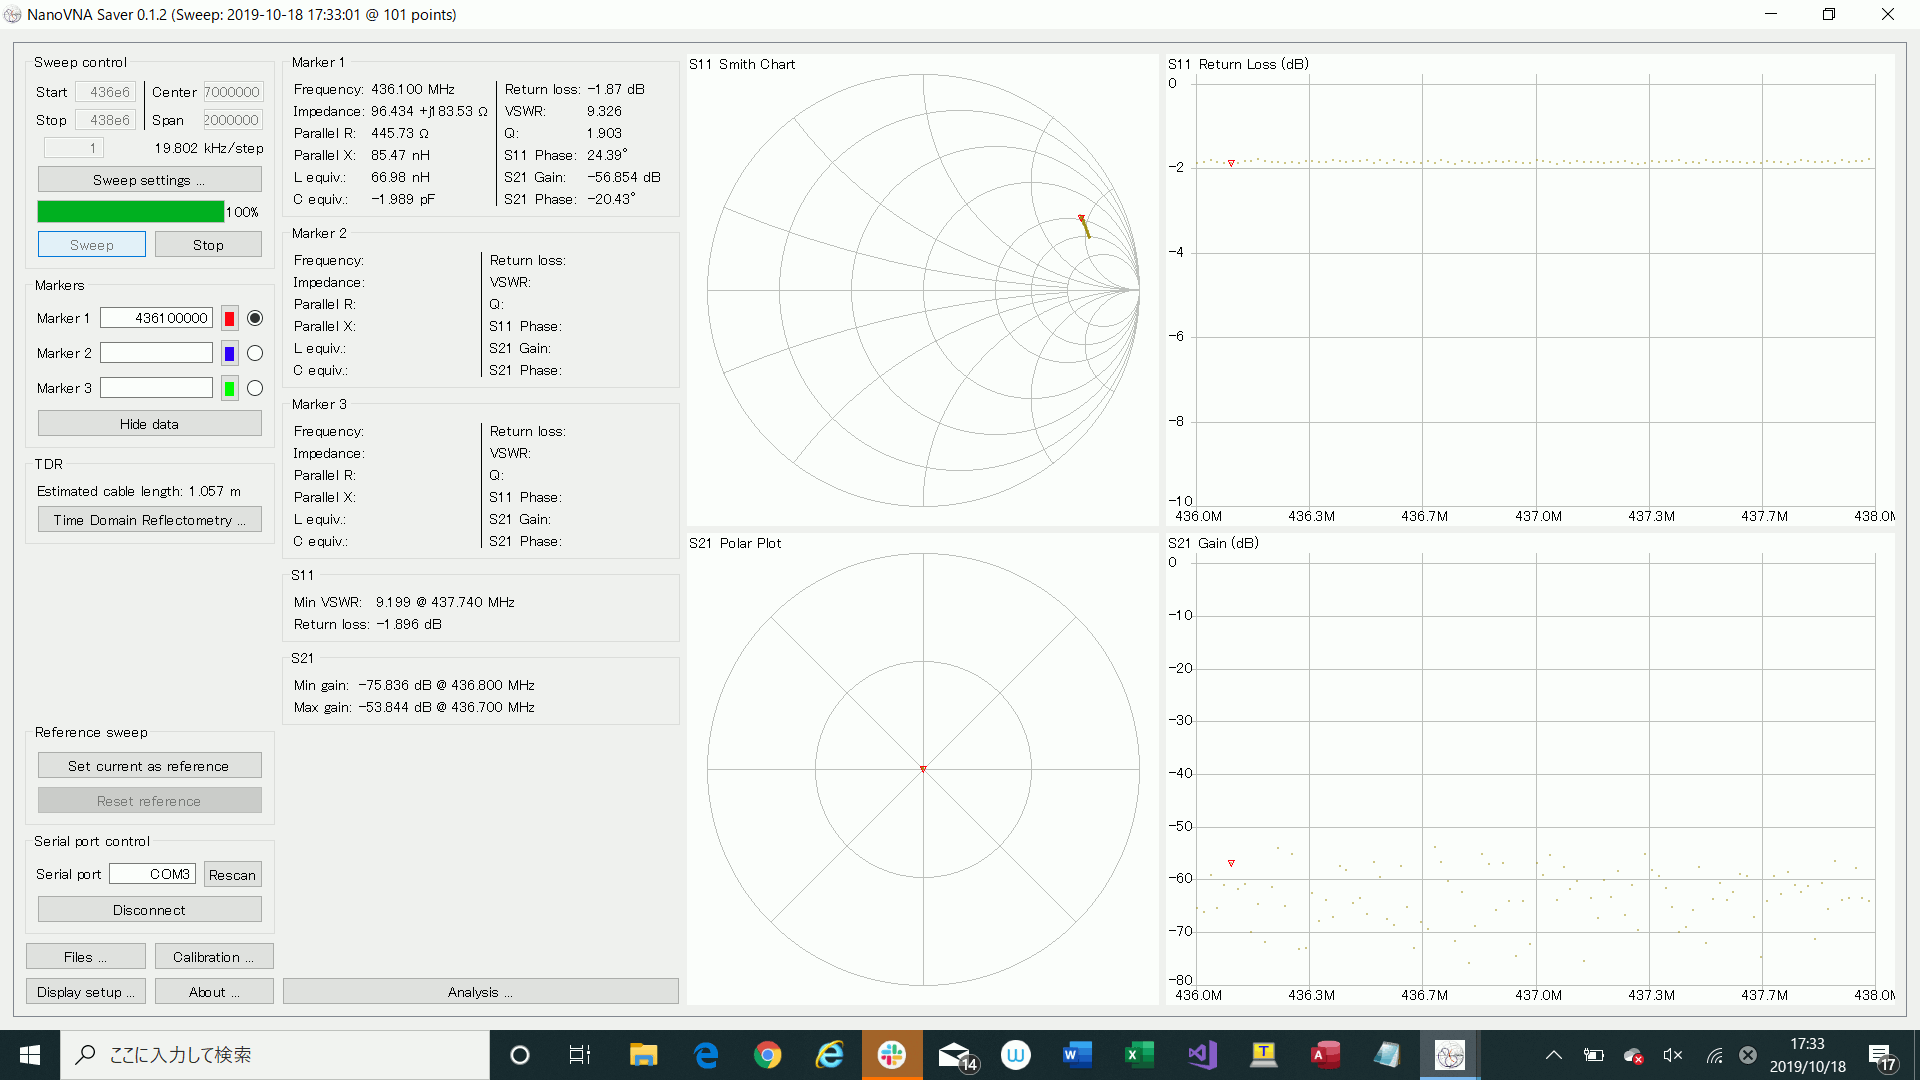 NanoVNA Saver 0.1.2 (Sweep: 2019-10-18 17:33:01 @ 101 points)
Sweep control
Start 436e6 Center 7000000
Stop 438e6 Span 2000000
1 19.802 kHz/step
Sweep settings ...
100%
Sweep Stop
Markers
Marker 1 436100000
Marker 2
Marker 3
Hide data
TDR
Estimated cable length: 1.057 m
Time Domain Reflectometry ...
Reference sweep
Set current as reference
Reset reference
Serial port control
Serial port COM3 Rescan
Disconnect
Files ... Calibration ...
Display setup ... About ...
Marker 1
Frequency: 436.100 MHz Return loss: -1.87 dB
Impedance: 96.434 +j183.53 Ω VSWR: 9.326
Parallel R: 445.73 Ω Q: 1.903
Parallel X: 85.47 nH S11 Phase: 24.39°
L equiv.: 66.98 nH S21 Gain: -56.854 dB
C equiv.: -1.989 pF S21 Phase: -20.43°
Marker 2
Frequency: Return loss:
Impedance: VSWR:
Parallel R: Q:
Parallel X: S11 Phase:
L equiv.: S21 Gain:
C equiv.: S21 Phase:
Marker 3
Frequency: Return loss:
Impedance: VSWR:
Parallel R: Q:
Parallel X: S11 Phase:
L equiv.: S21 Gain:
C equiv.: S21 Phase:
S11
Min VSWR: 9.199 @ 437.740 MHz
Return loss: -1.896 dB
S21
Min gain: -75.836 dB @ 436.800 MHz
Max gain: -53.844 dB @ 436.700 MHz
Analysis ...
S11 Smith Chart
S11 Return Loss (dB)
0
-2
-4
-6
-8
-10
436.0M 436.3M 436.7M 437.0M 437.3M 437.7M 438.0M
S21 Polar Plot
S21 Gain (dB)
0
-10
-20
-30
-40
-50
-60
-70
-80
436.0M 436.3M 436.7M 437.0M 437.3M 437.7M 438.0M
ここに入力して検索
14
17:33
2019/10/18
17